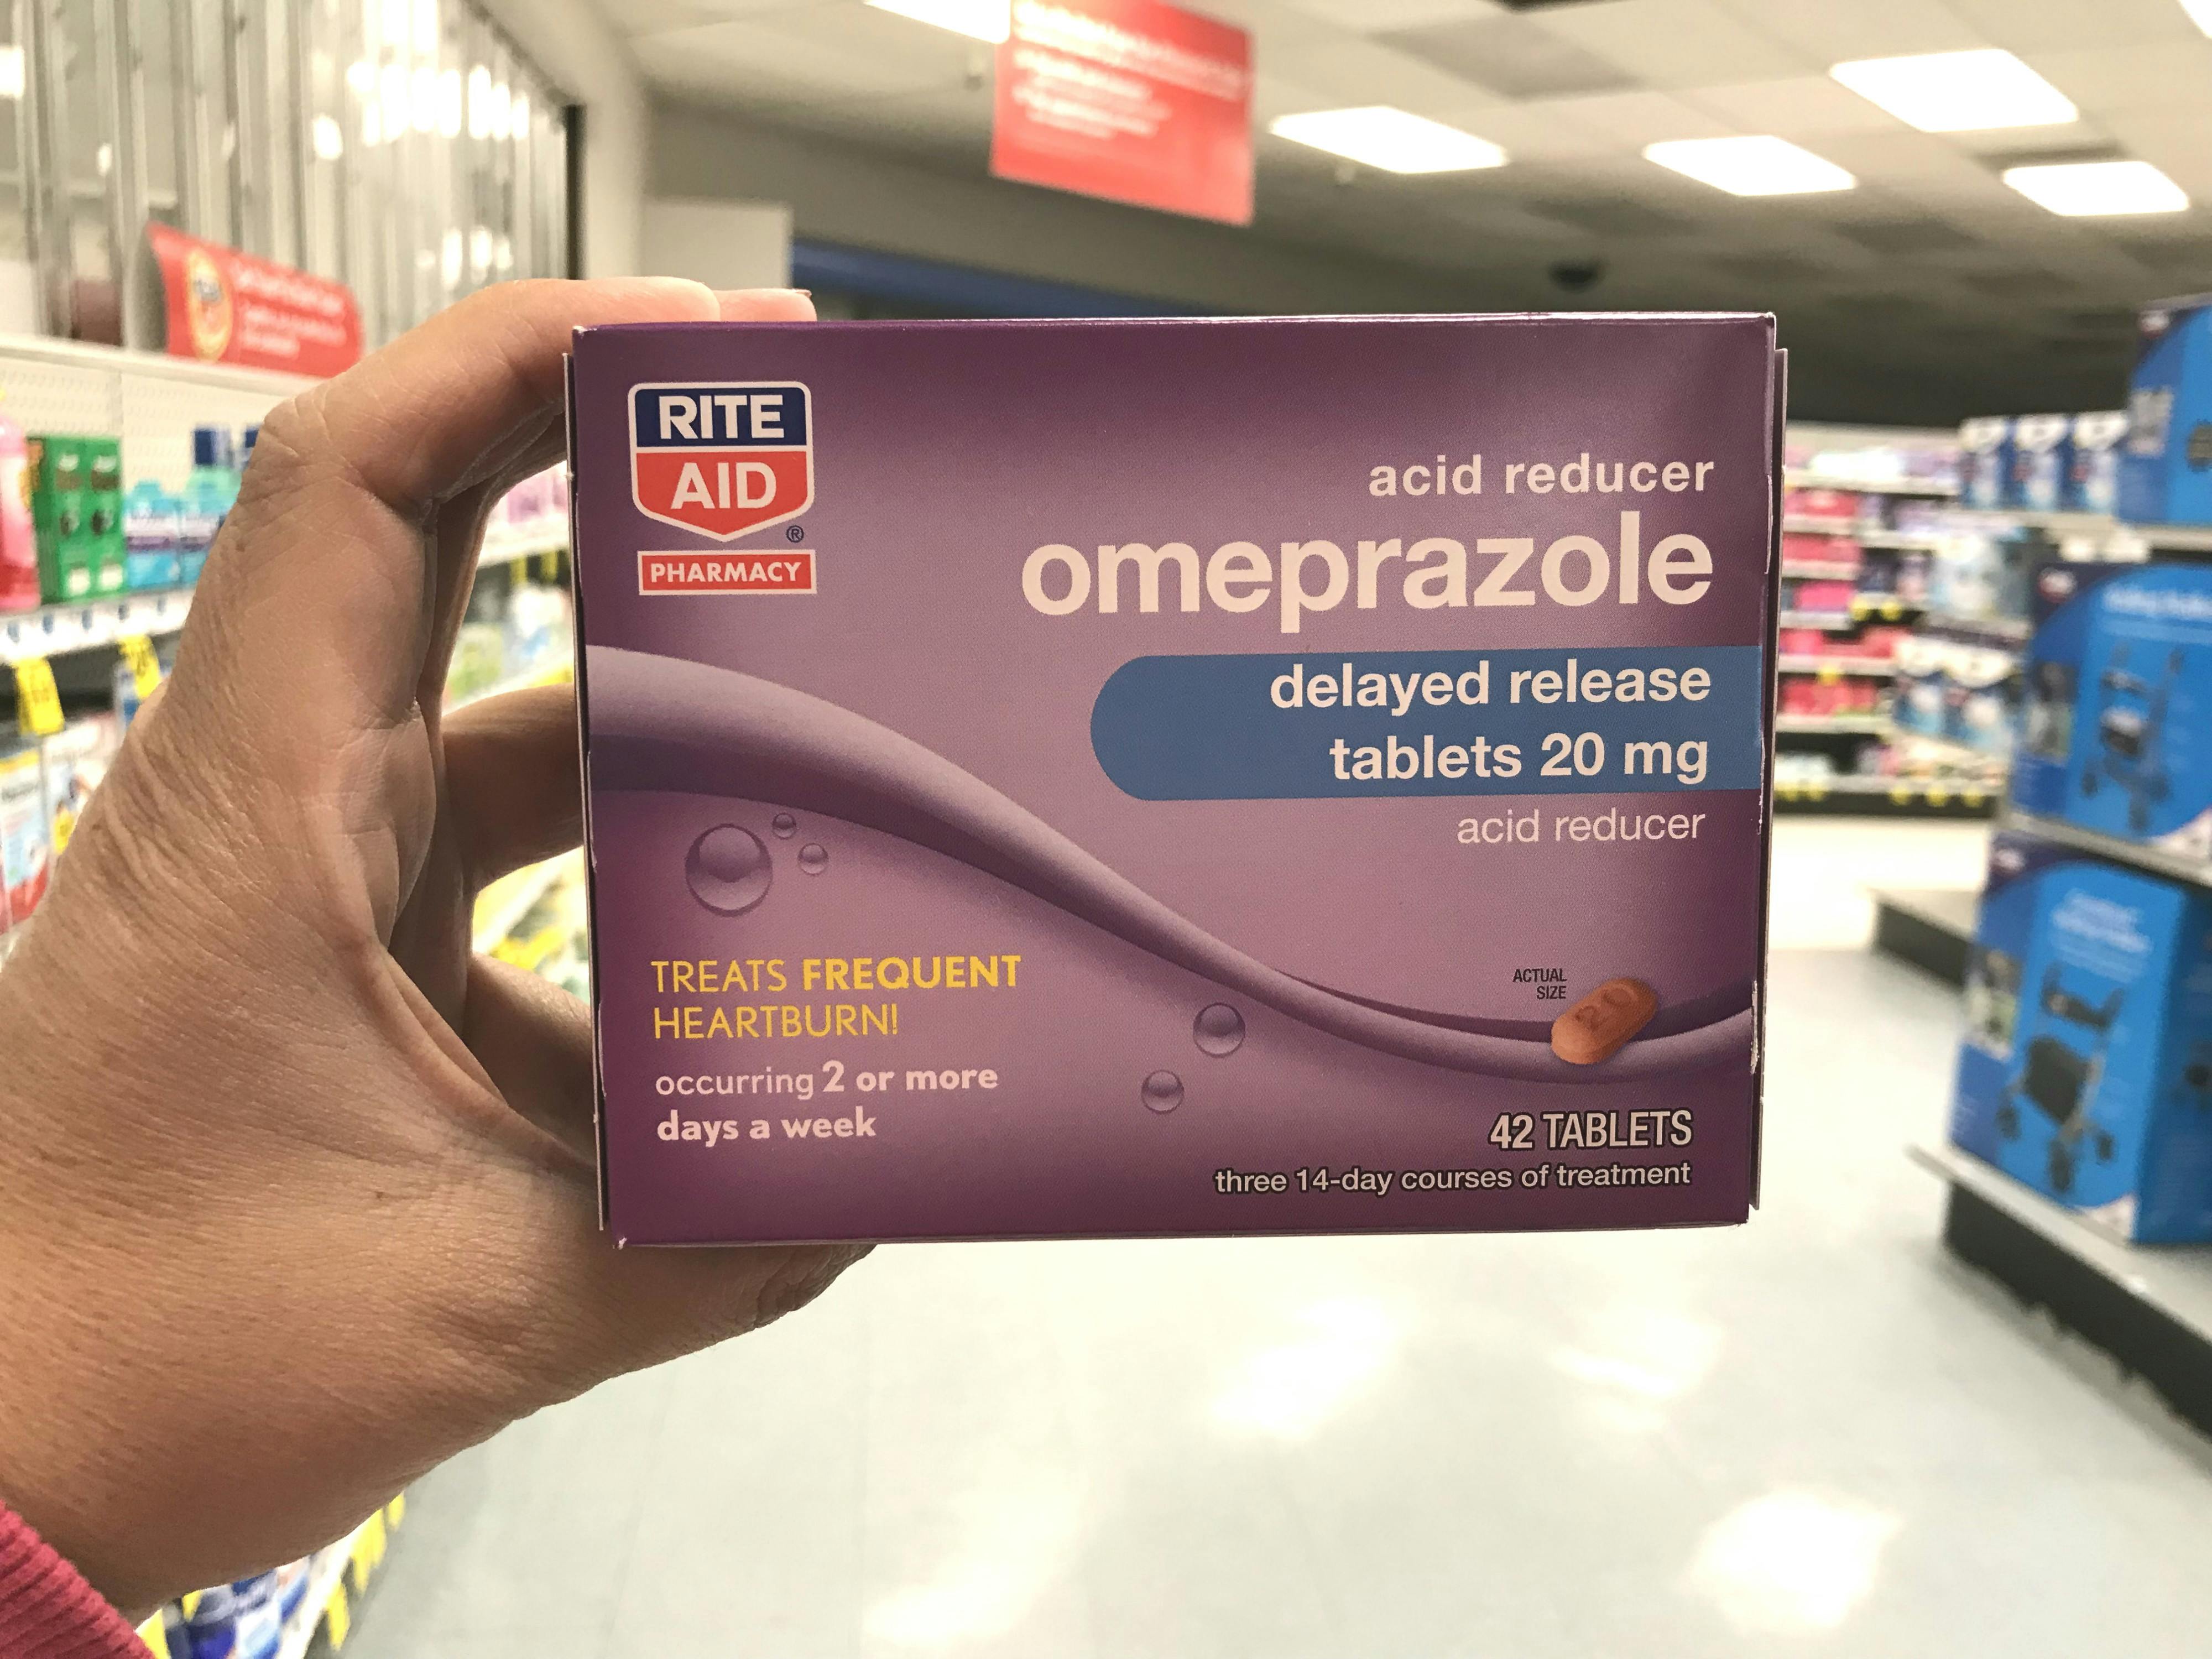 RITE
AID
®
PHARMACY
acid reducer
omeprazole
delayed release
tablets 20 mg
acid reducer
TREATS FREQUENT
HEARTBURN!
occurring 2 or more
days a week
ACTUAL
SIZE
20
42 TABLETS
three 14-day courses of treatment